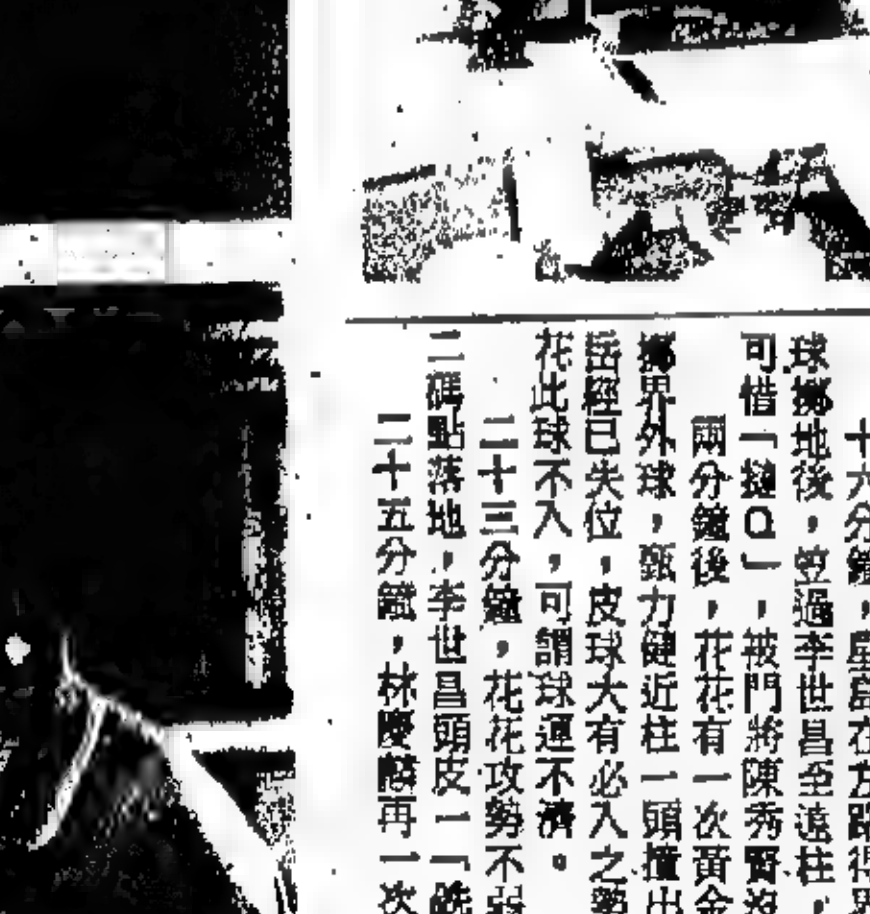 十六分鐘，星島在左路得界
球擲地後，笠過李世昌至遠柱，
可惜「撻Ｑ」，被門將陳秀賢沒
兩分鐘後，花花有一次黃金
擲界外球，甄力健近柱一頭撞出
岳經已失位，皮球大有必入之勢
花此球不入，可謂球運不濟。
二十三分鐘，花花攻勢不弱
二碼點落地，李世昌頭皮一「
二十五分鐘，林慶麟再一次